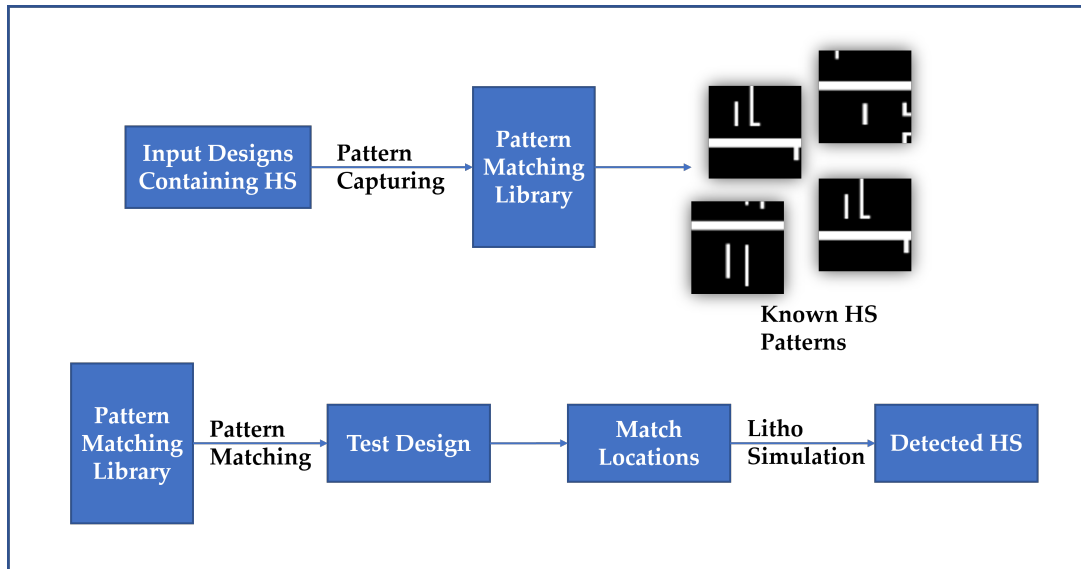 Input Designs
Containing HS
Pattern
Capturing
Pattern
Matching
Library
Known HS
Patterns
Pattern
Matching
Library
Pattern
Matching
Test Design
Match
Locations
Litho
Simulation
Detected HS